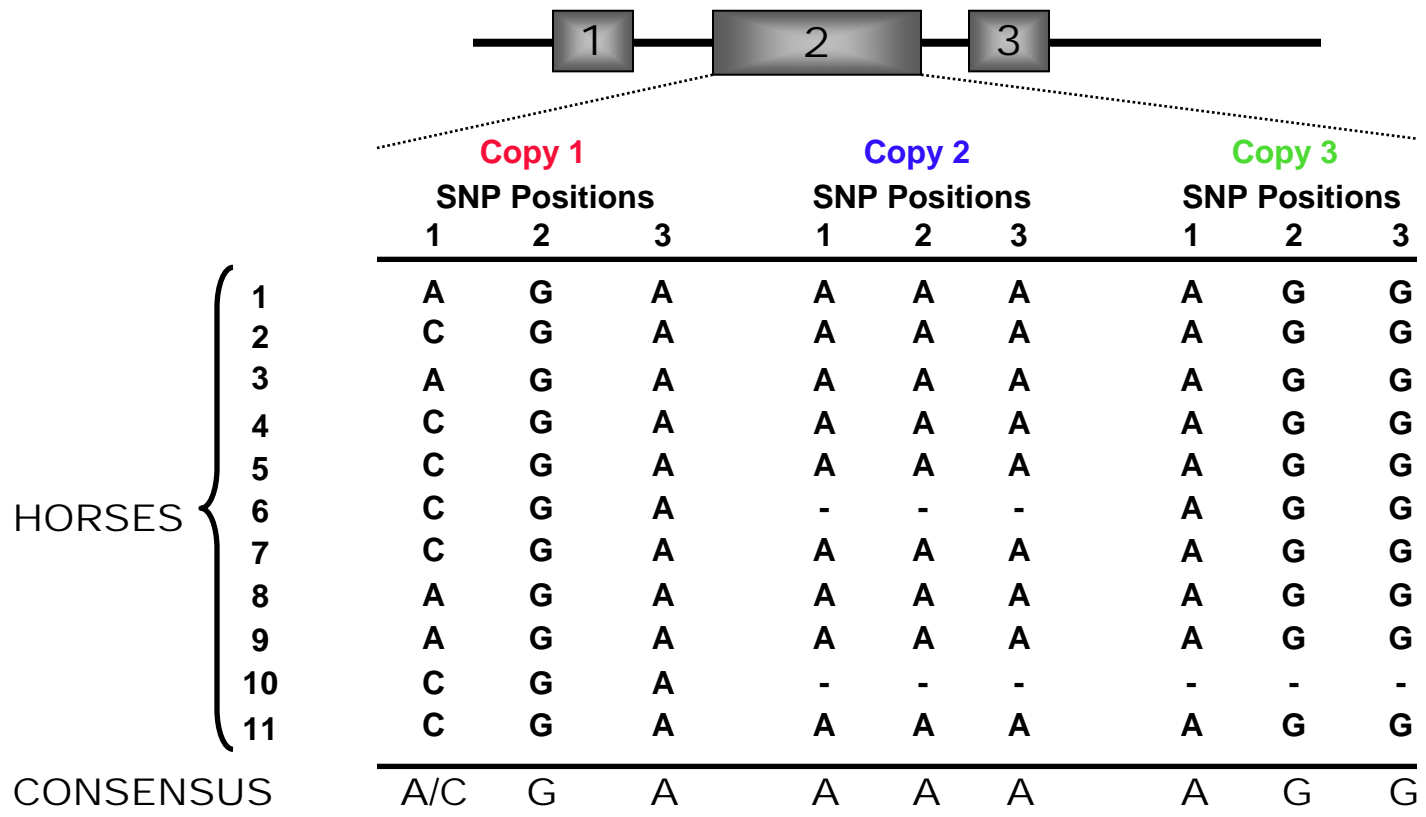 1 2 3
Copy 1 Copy 2 Copy 3
SNP Positions SNP Positions SNP Positions
1 2 3 1 2 3 1 2 3
1 A G A A A A A G G
2 C G A A A A A G G
3 A G A A A A A G G
4 C G A A A A A G G
5 C G A A A A A G G
HORSES 6 C G A - - - A G G
7 C G A A A A A G G
8 A G A A A A A G G
9 A G A A A A A G G
10 C G A - - - - - -
11 C G A A A A A G G
CONSENSUS A/C G A A A A A G G